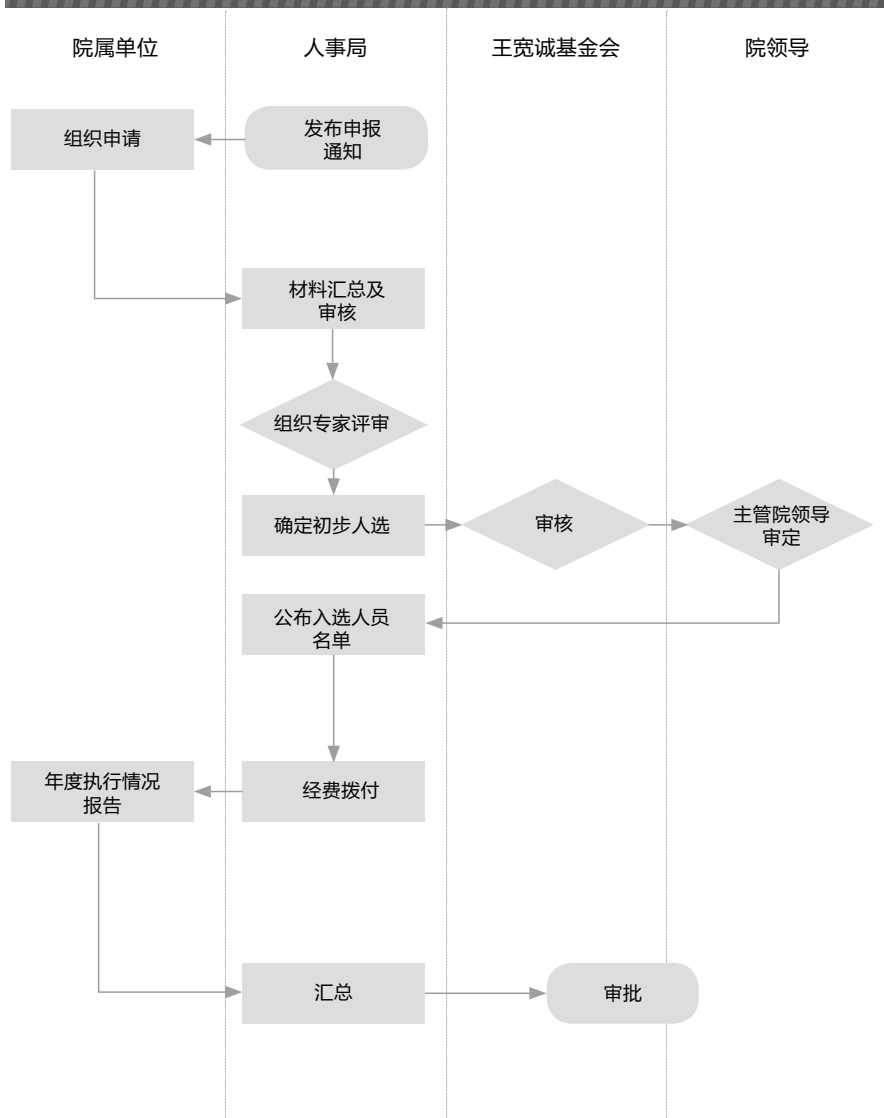 院属单位
人事局
王宽诚基金会
院领导
组织申请
发布申报
通知
材料汇总及
审核
组织专家评审
确定初步人选
审核
主管院领导
审定
公布入选人员
名单
年度执行情况
报告
经费拨付
汇总
审批